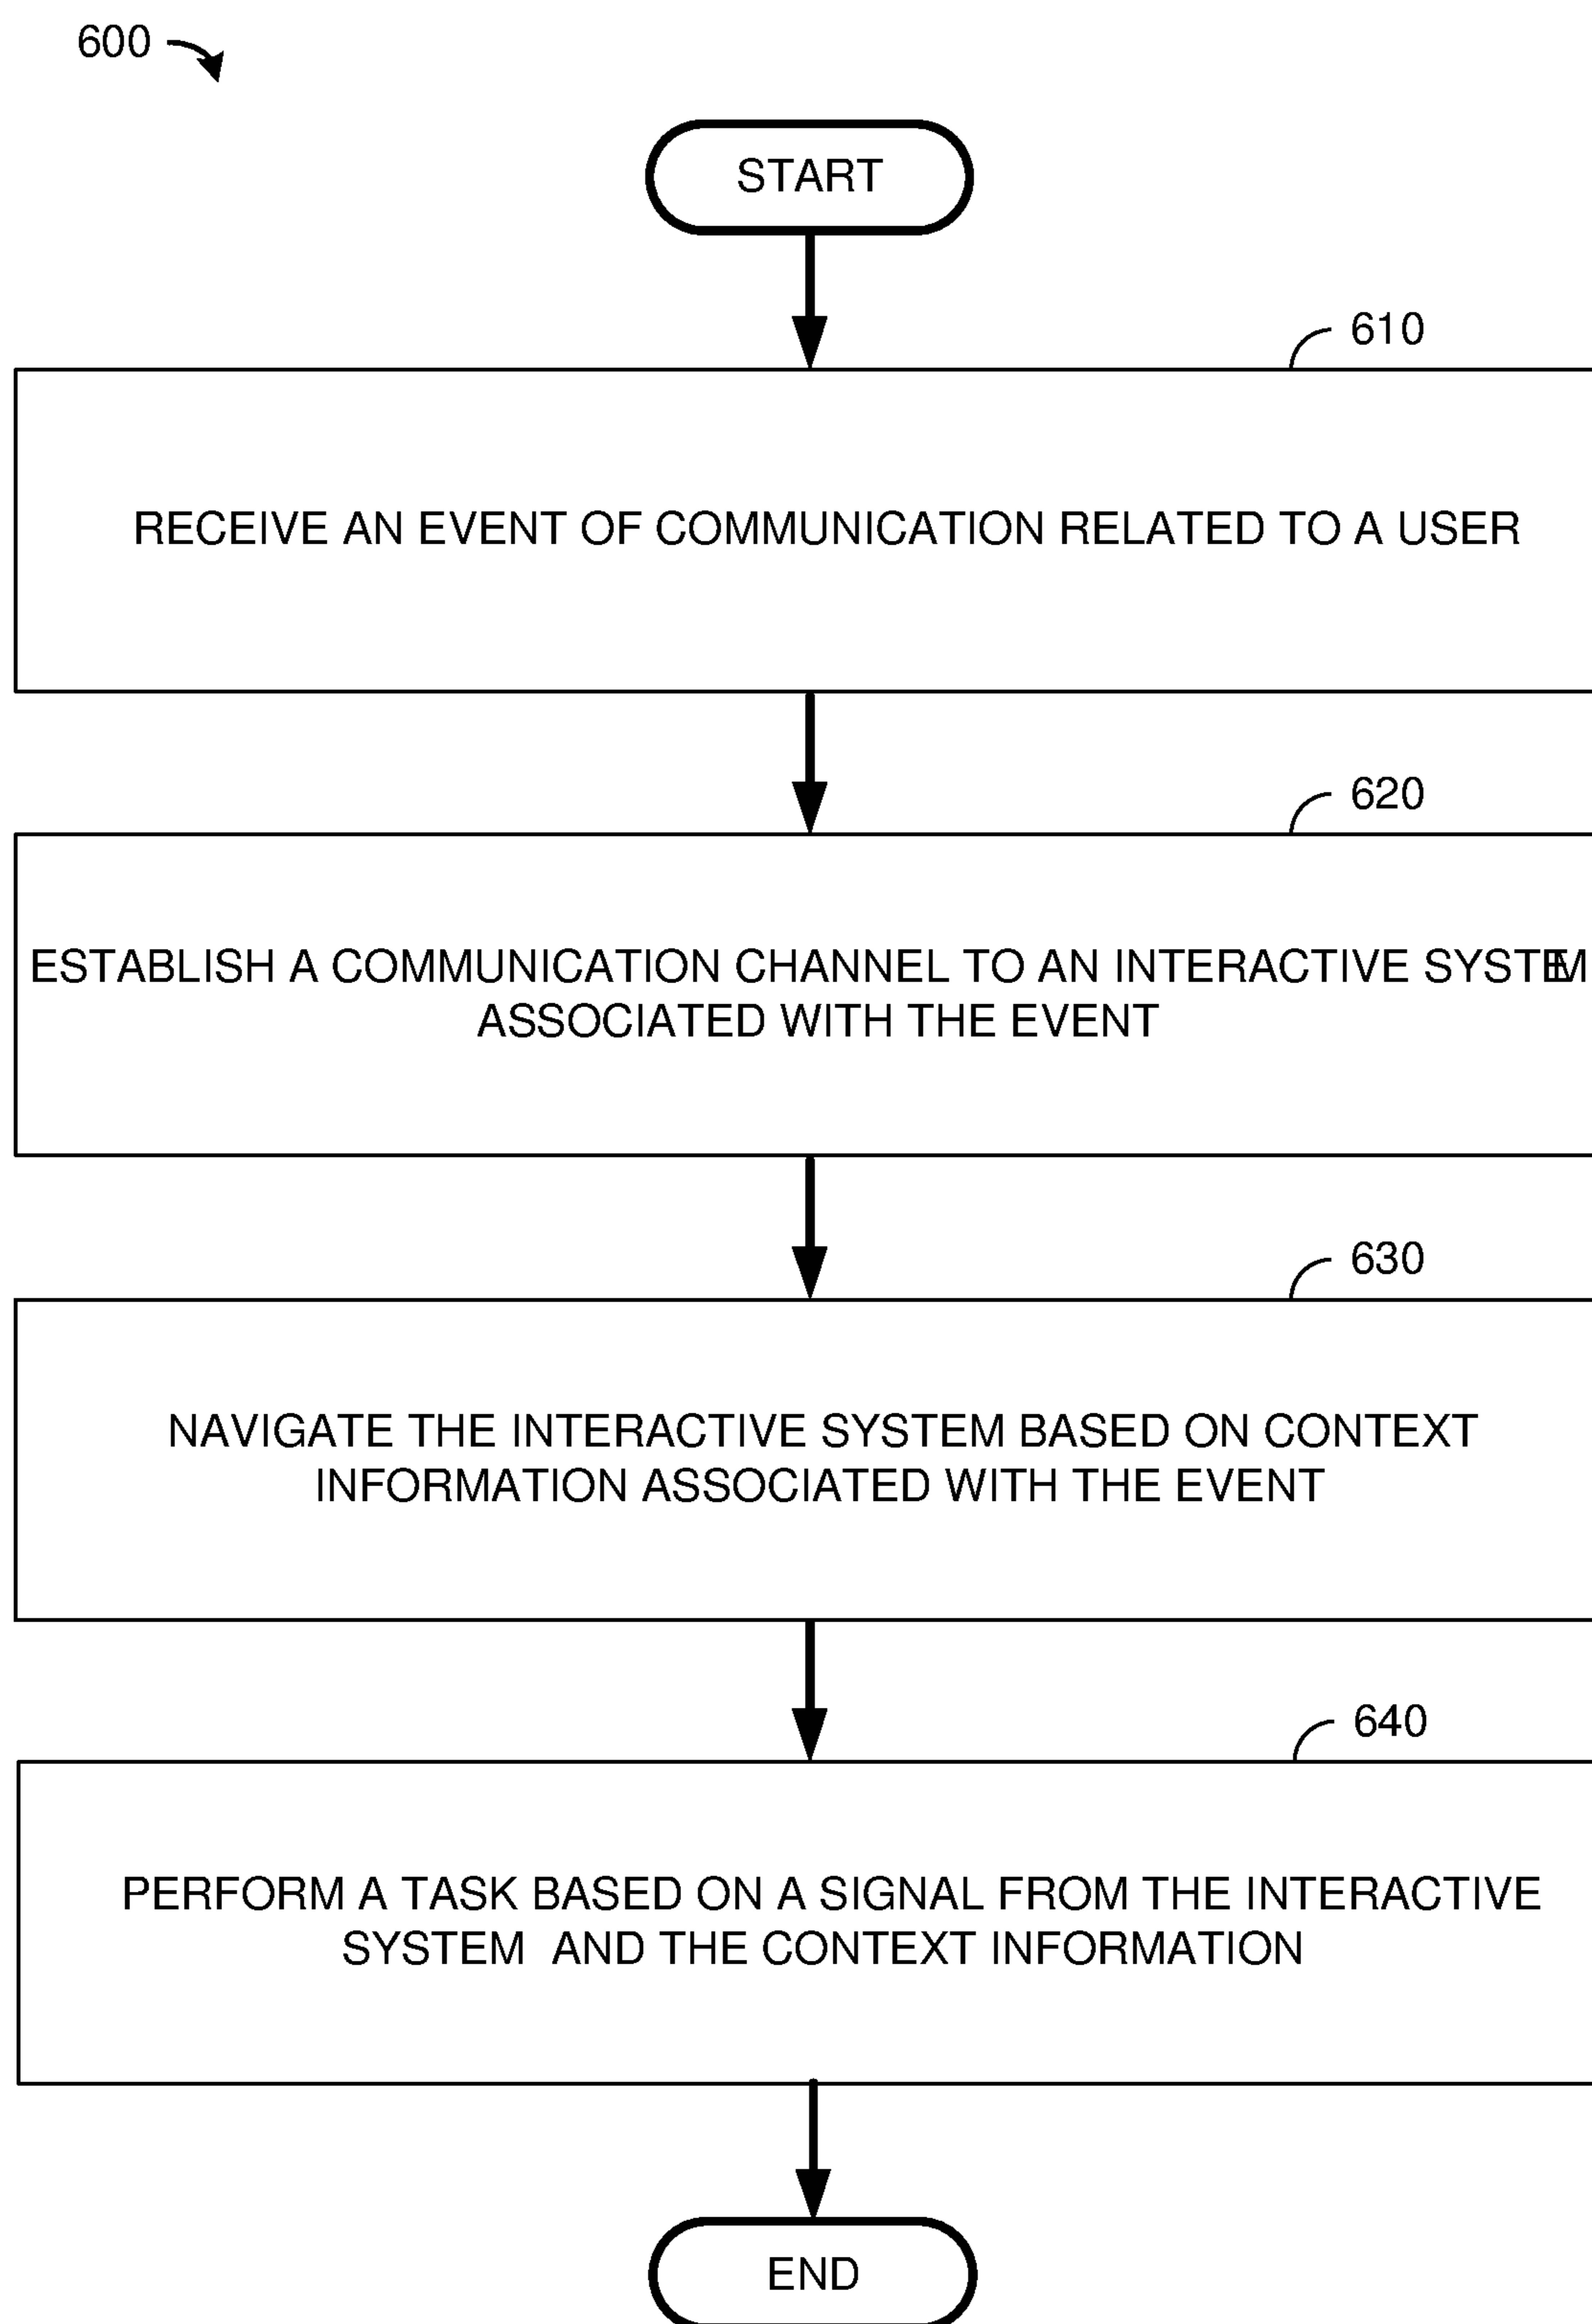 600
START
610
RECEIVE AN EVENT OF COMMUNICATION RELATED TO A USER
620
ESTABLISH A COMMUNICATION CHANNEL TO AN INTERACTIVE SYSTEM
ASSOCIATED WITH THE EVENT
630
NAVIGATE THE INTERACTIVE SYSTEM BASED ON CONTEXT
INFORMATION ASSOCIATED WITH THE EVENT
640
PERFORM A TASK BASED ON A SIGNAL FROM THE INTERACTIVE
SYSTEM AND THE CONTEXT INFORMATION
END